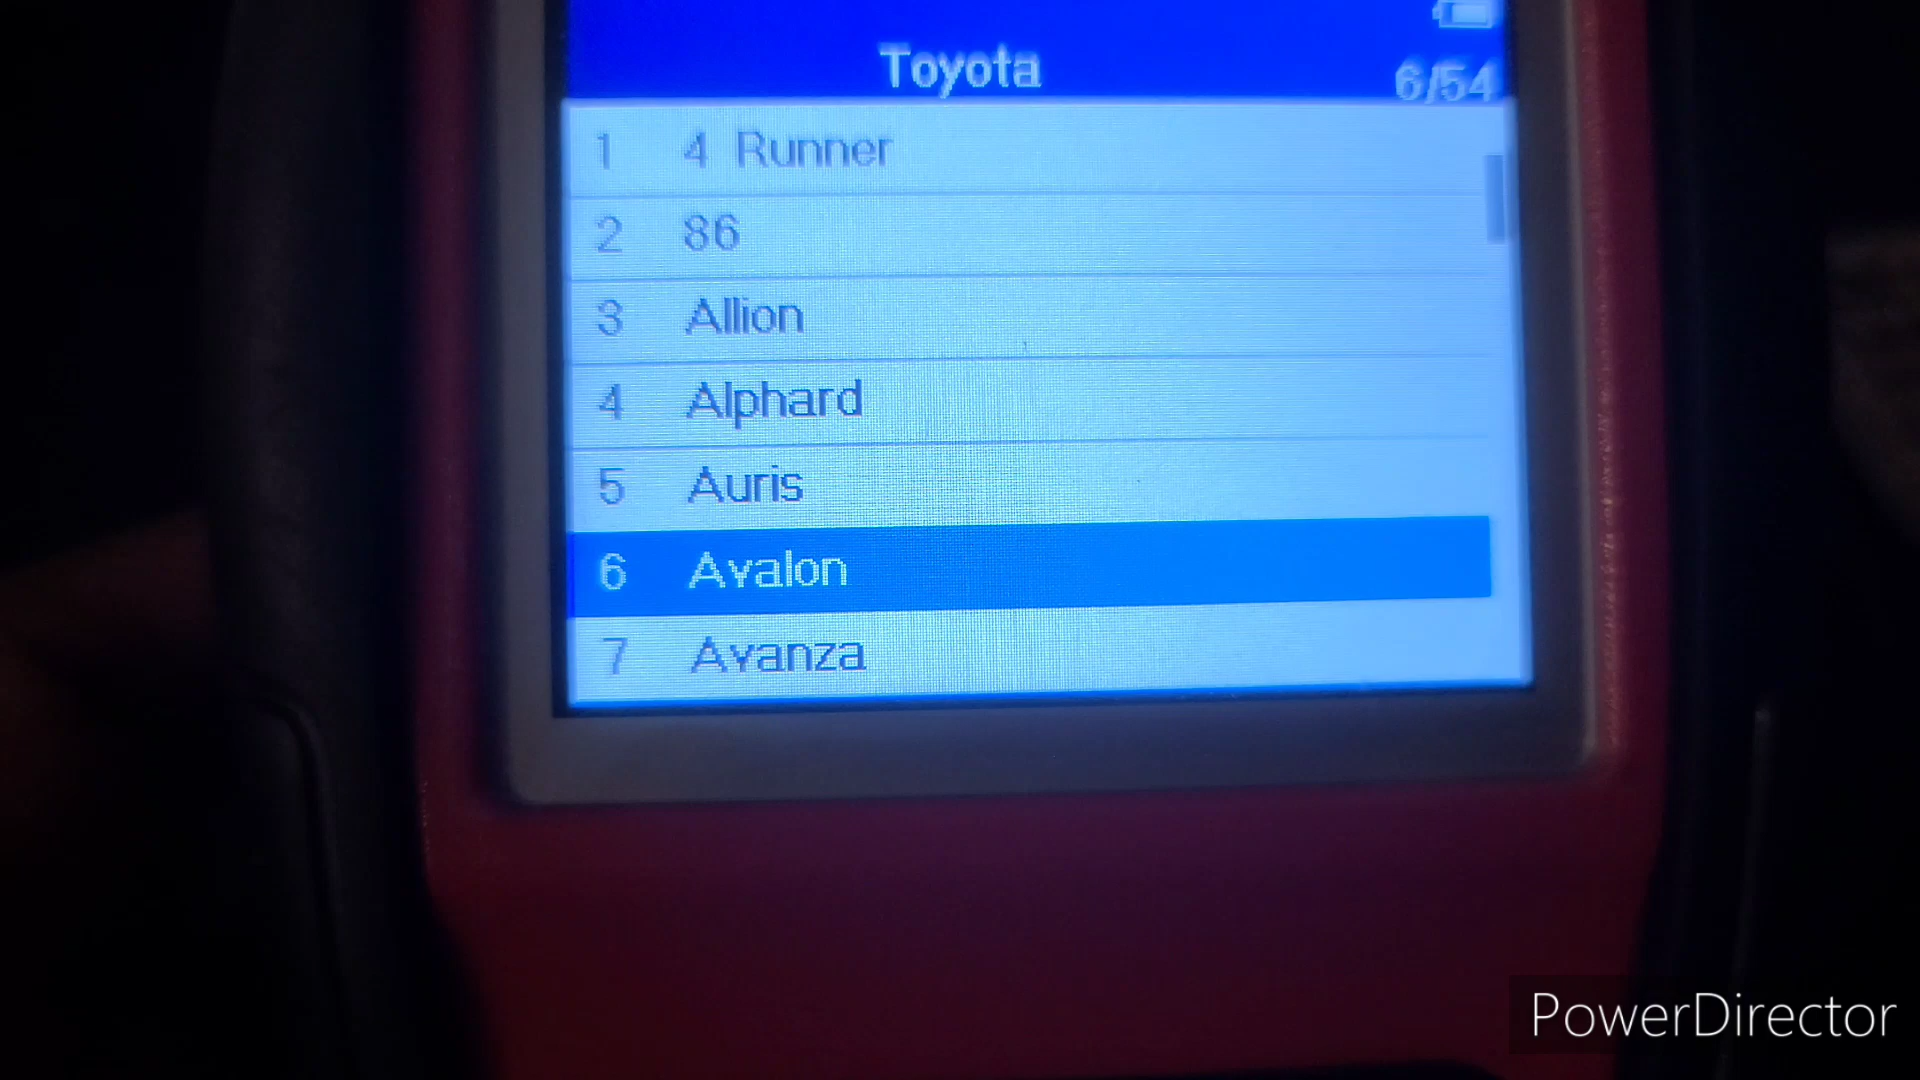 Toyota
6/54
1 4 Runner
2 86
3 Allion
4 Alphard
5 Auris
6 Avalon
7 Avanza
PowerDirector